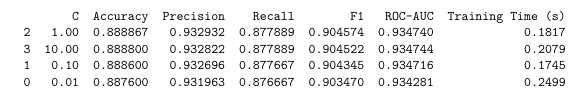 C Accuracy Precision Recall F1 ROC-AUC Training Time (s)
2 1.00 0.888867 0.932932 0.877889 0.904574 0.934740 0.1817
3 10.00 0.888800 0.932822 0.877889 0.904522 0.934744 0.2079
1 0.10 0.888600 0.932696 0.877667 0.904345 0.934716 0.1745
0 0.01 0.887600 0.931963 0.876667 0.903470 0.934281 0.2499